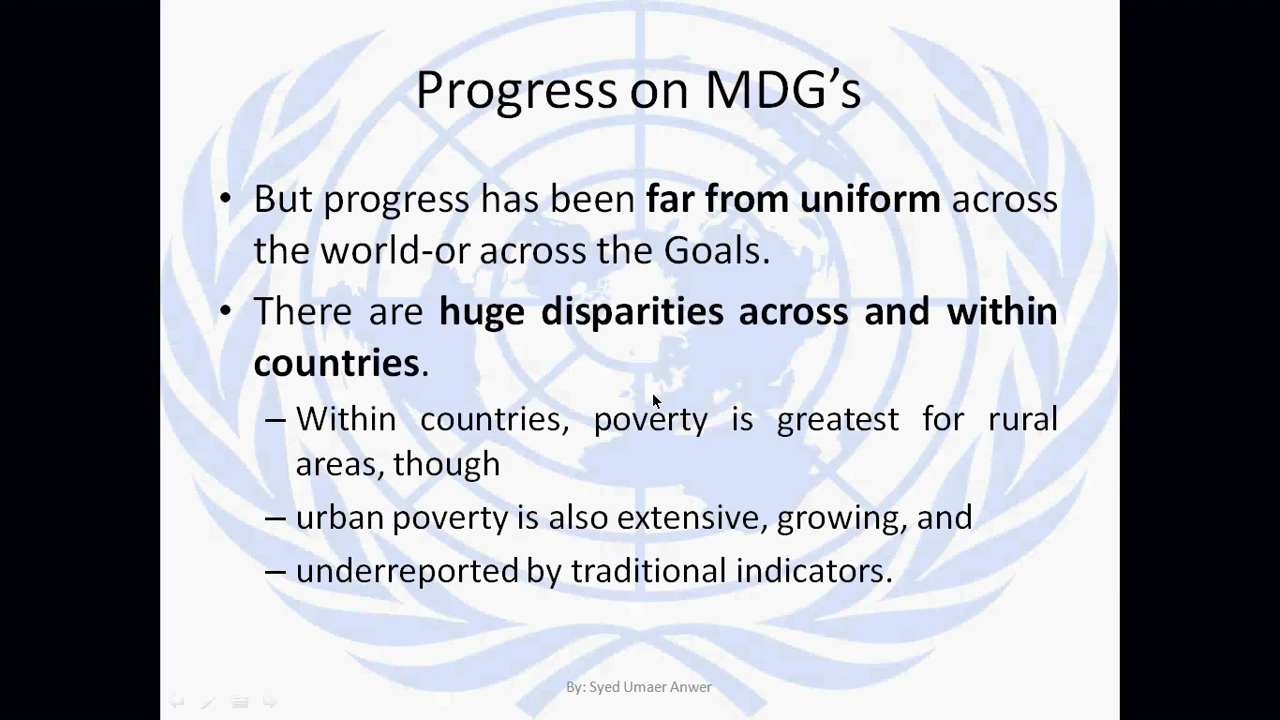 Progress on MDG’s
• But progress has been far from uniform across
the world-or across the Goals.
• There are huge disparities across and within
countries.
– Within countries, poverty is greatest for rural
areas, though
– urban poverty is also extensive, growing, and
– underreported by traditional indicators.
By: Syed Umaer Anwer